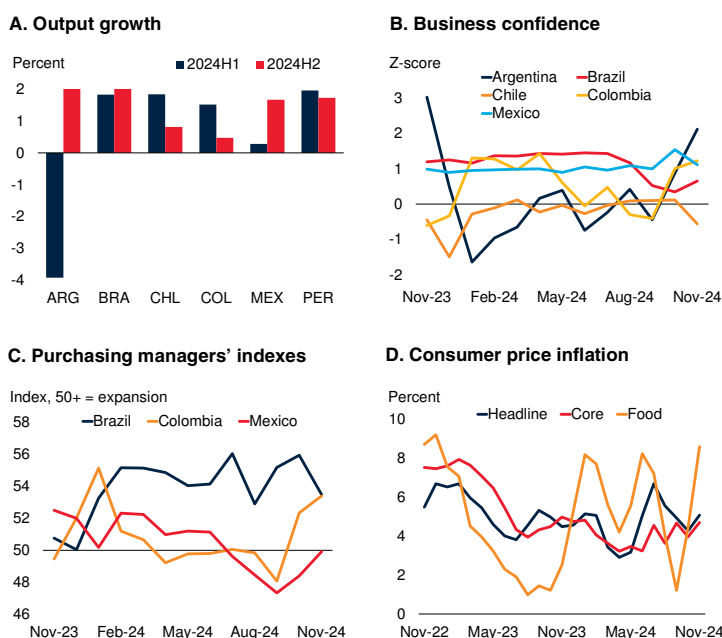 A. Output growth
Percent
2024H1 2024H2
2
1
0
-1
-2
-3
-4
ARG BRA CHL COL MEX PER
B. Business confidence
Z-score
Argentina Brazil
Chile Colombia
Mexico
3
2
1
0
-1
-2
Nov-23 Feb-24 May-24 Aug-24 Nov-24
C. Purchasing managers' indexes
Index, 50+ = expansion
58
Brazil Colombia Mexico
56
54
52
50
48
46
Nov-23 Feb-24 May-24 Aug-24 Nov-24
D. Consumer price inflation
Percent
10
Headline Core Food
8
6
4
2
0
Nov-22 May-23 Nov-23 May-24 Nov-24